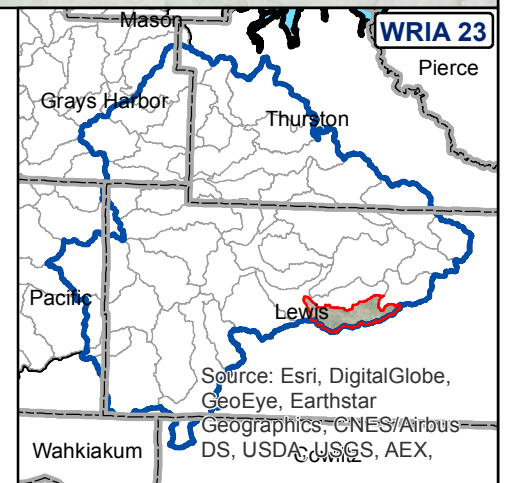 Mason
WRIA 23
Pierce
Grays Harbor
Thurston
Pacific
Lewis
Source: Esri, DigitalGlobe,
GeoEye, Earthstar
Geographics, CNES/Airbus
DS, USDA, USGS, AEX,
Wahkiakum
Cowlitz